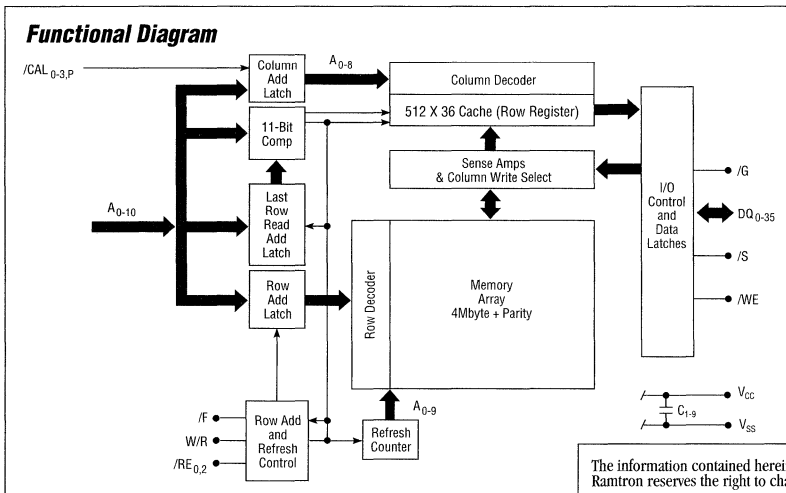 Functional Diagram
/CAL0-3,P
Column
Add
Latch
A0-8
Column Decoder
512 X 36 Cache (Row Register)
11-Bit
Comp
Sense Amps
& Column Write Select
A0-10
Last
Row
Read
Add
Latch
Row
Add
Latch
Row Decoder
Memory
Array
4Mbyte + Parity
I/O
Control
and
Data
Latches
/G
DQ0-35
/S
/WE
/F
W/R
/RE0,2
Row Add
and
Refresh
Control
Refresh
Counter
A0-9
VCC
C1-9
VSS
The information contained herein
Ramtron reserves the right to cha